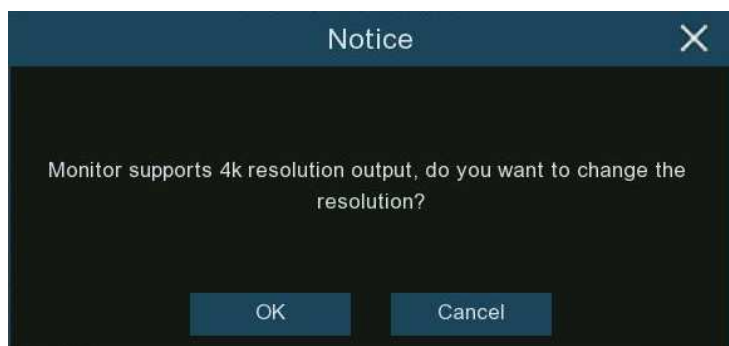 Notice
Monitor supports 4k resolution output, do you want to change the
resolution?
OK
Cancel